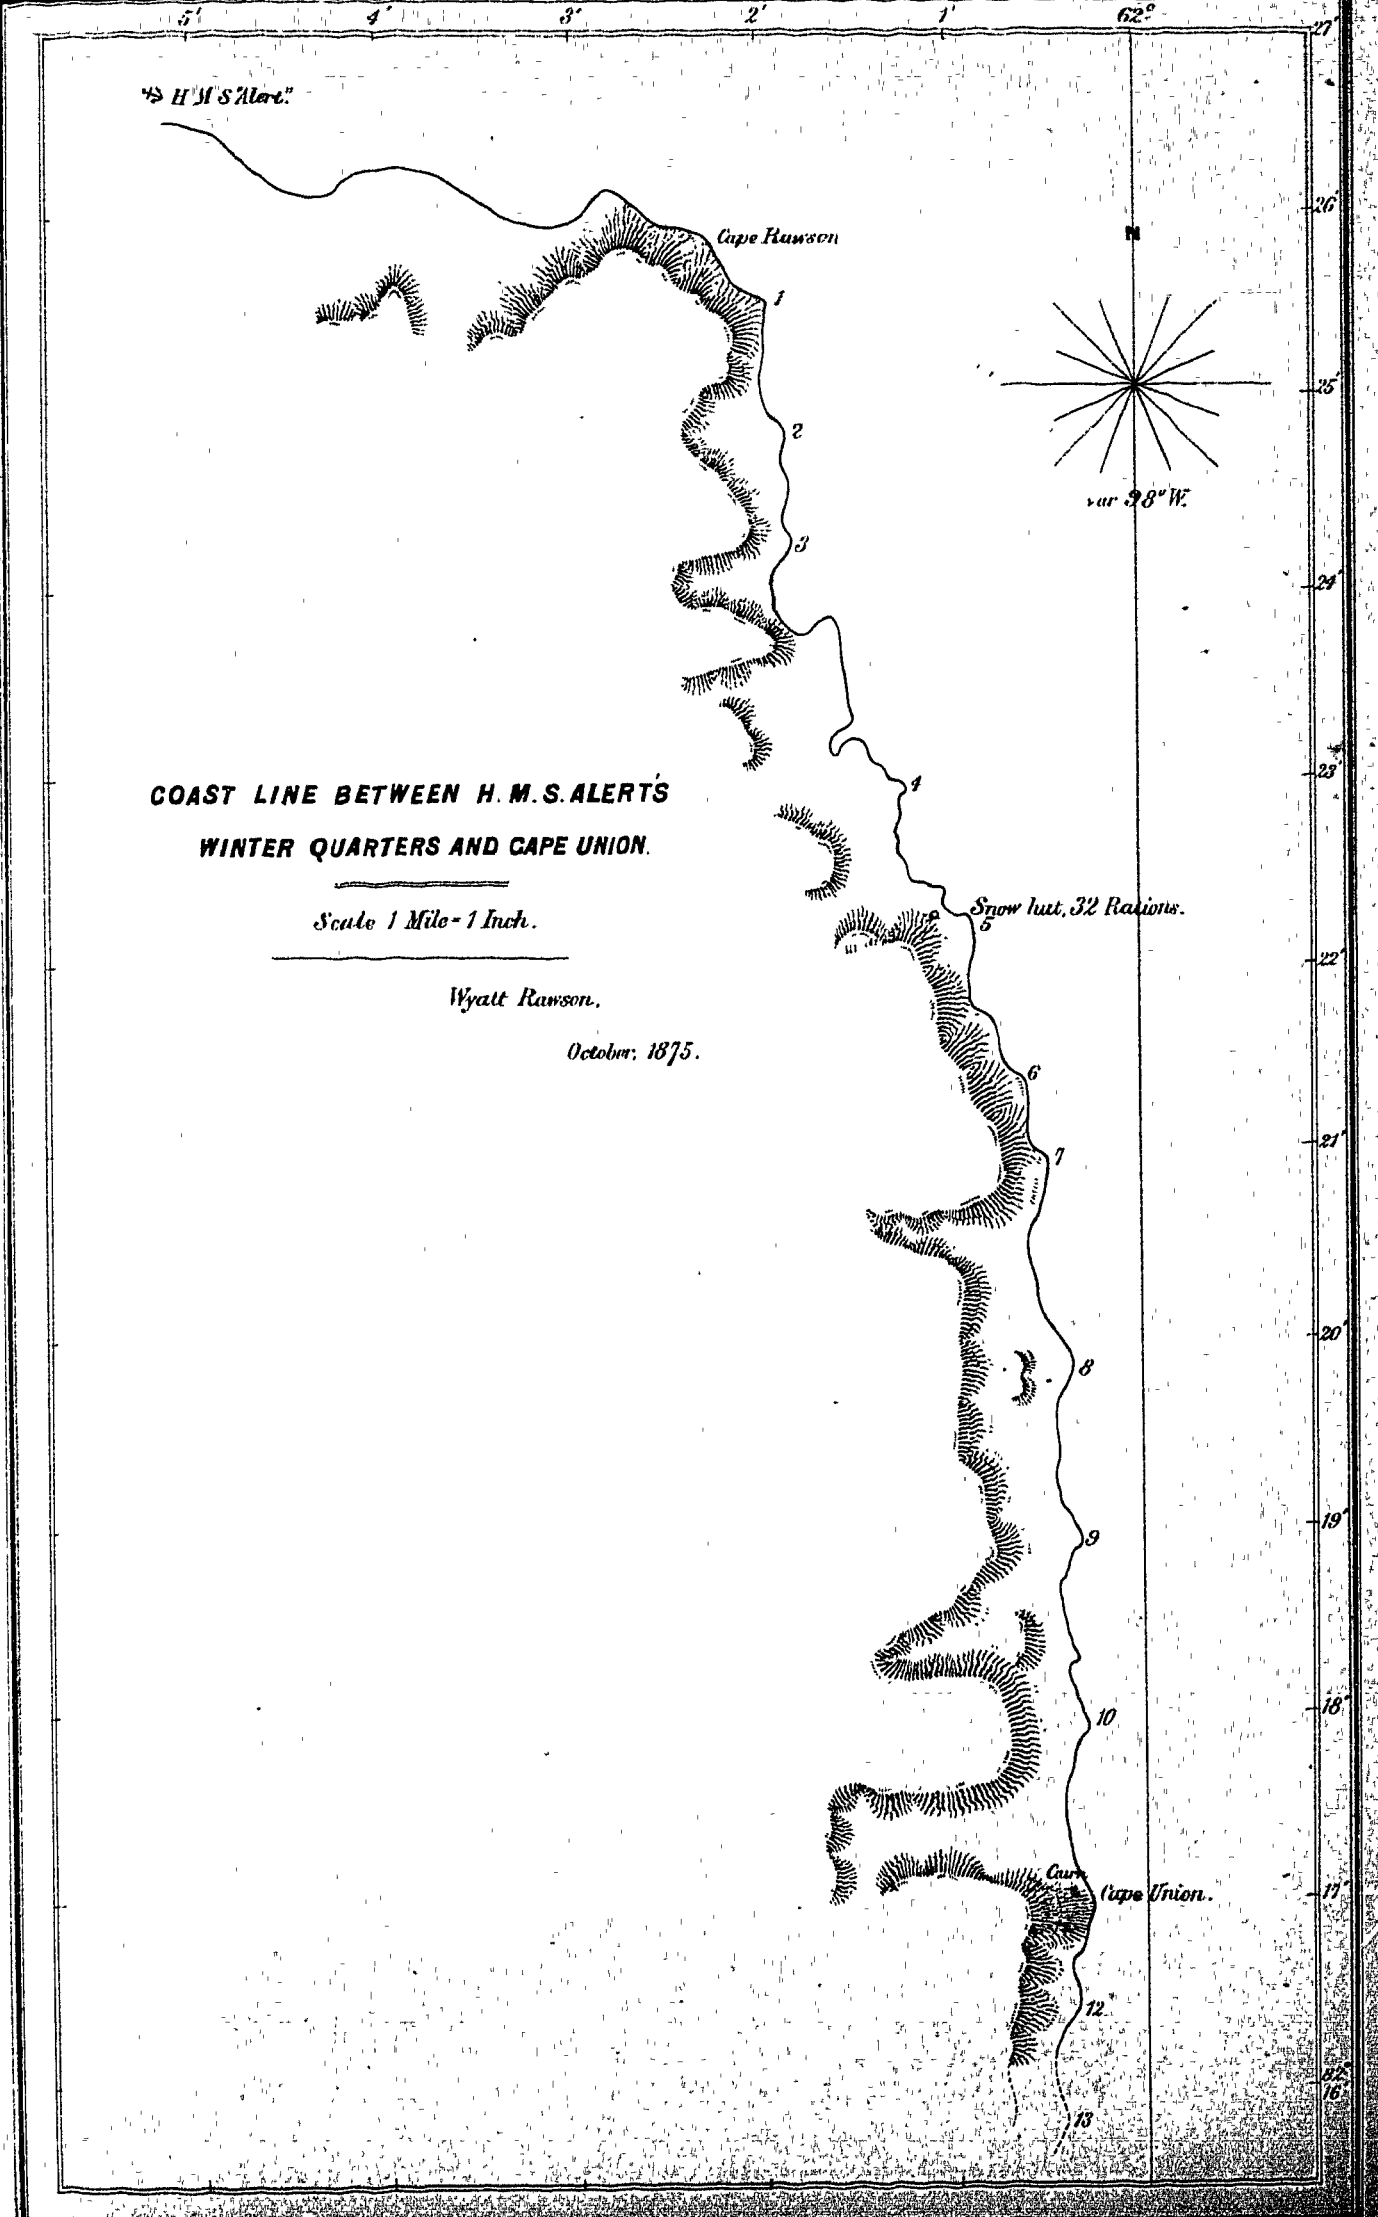 5' 4' 3' 2' 1' 62°
27'
H M S "Alert"
26'
Cape Rawson
N
1
25'
2
var 98° W.
3
24'
23'
4
COAST LINE BETWEEN H. M. S. ALERT'S
WINTER QUARTERS AND CAPE UNION.
Scale 1 Mile = 1 Inch.
Snow hut, 32 Rations.
5
22'
Wyatt Rawson,
October, 1875.
6
21'
7
20'
8
19'
9
18'
10
Cairn
Cape Union.
17'
12
82°
16'
13